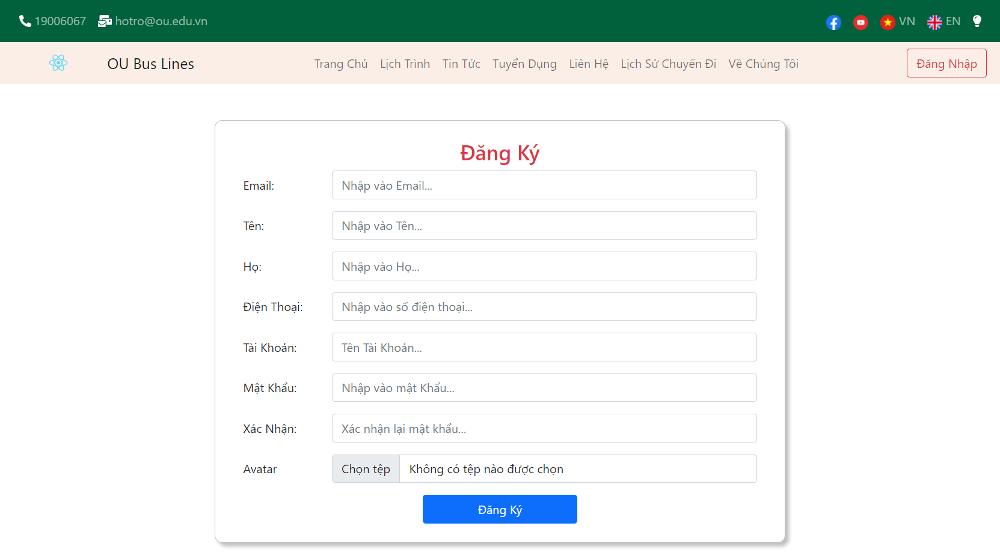 19006067 hotro@ou.edu.vn VN EN
OU Bus Lines Trang Chủ Lịch Trình Tin Tức Tuyển Dụng Liên Hệ Lịch Sử Chuyến Đi Về Chúng Tôi Đăng Nhập
Đăng Ký
Email: Nhập vào Email...
Tên: Nhập vào Tên...
Họ: Nhập vào Họ...
Điện Thoại: Nhập vào số điện thoại...
Tài Khoản: Tên Tài Khoản...
Mật Khẩu: Nhập vào mật Khẩu...
Xác Nhận: Xác nhận lại mật khẩu...
Avatar Chọn tệp Không có tệp nào được chọn
Đăng Ký